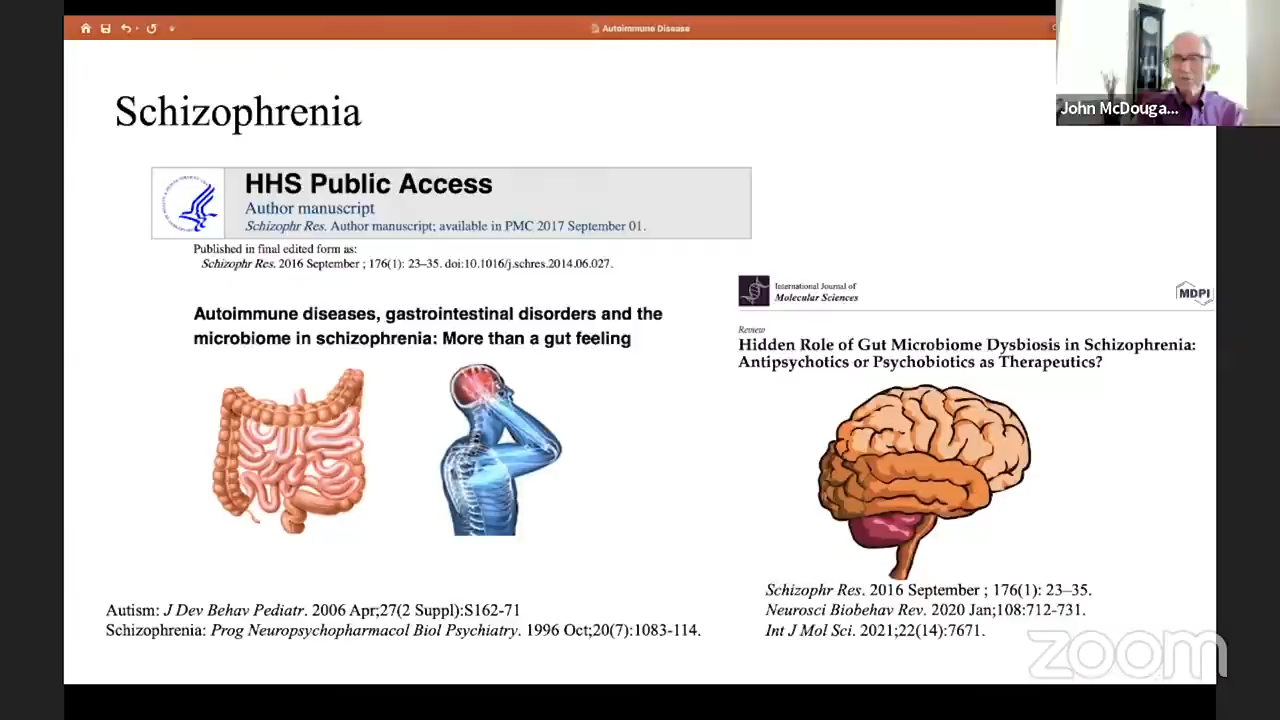 Autoimmune Disease
John McDouga...
Schizophrenia
HHS Public Access
Author manuscript
Schizophr Res. Author manuscript; available in PMC 2017 September 01.
Published in final edited form as:
Schizophr Res. 2016 September ; 176(1): 23–35. doi:10.1016/j.schres.2014.06.027.
Autoimmune diseases, gastrointestinal disorders and the
microbiome in schizophrenia: More than a gut feeling
International Journal of
Molecular Sciences
MDPI
Review
Hidden Role of Gut Microbiome Dysbiosis in Schizophrenia:
Antipsychotics or Psychobiotics as Therapeutics?
Autism: J Dev Behav Pediatr. 2006 Apr;27(2 Suppl):S162-71
Schizophrenia: Prog Neuropsychopharmacol Biol Psychiatry. 1996 Oct;20(7):1083-114.
Schizophr Res. 2016 September ; 176(1): 23–35.
Neurosci Biobehav Rev. 2020 Jan;108:712-731.
Int J Mol Sci. 2021;22(14):7671.
zoom